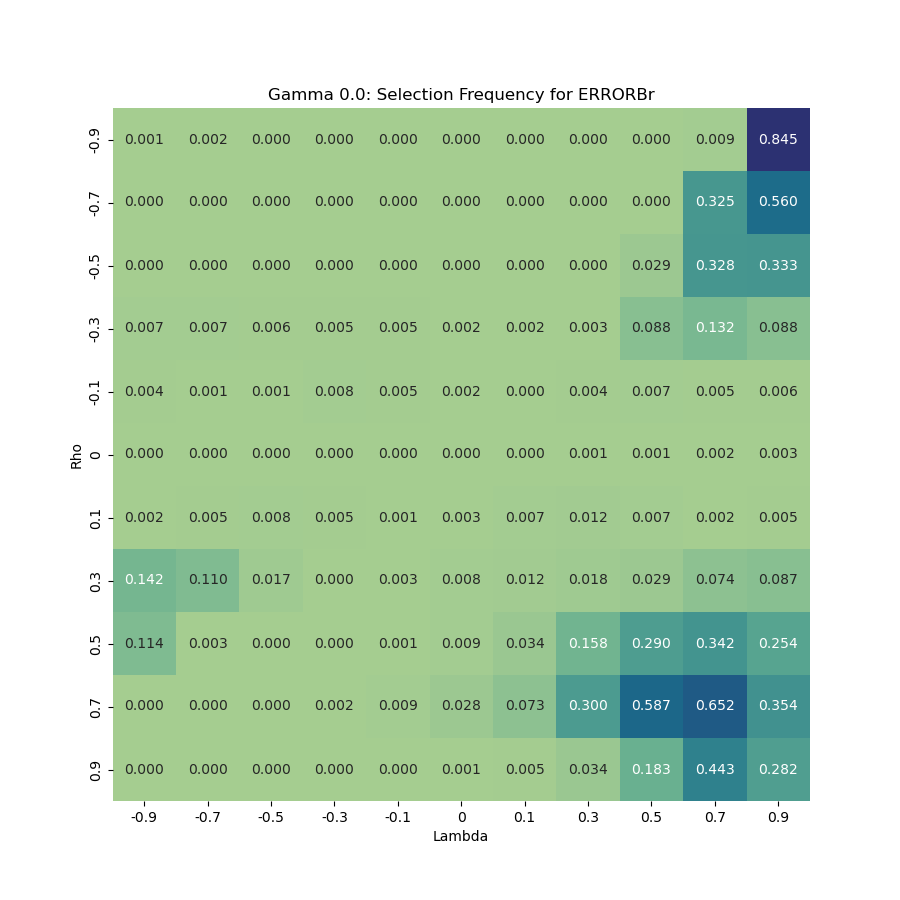 Gamma 0.0: Selection Frequency for ERRORBr
-0.9 0.001 0.002 0.000 0.000 0.000 0.000 0.000 0.000 0.000 0.009 0.845
-0.7 0.000 0.000 0.000 0.000 0.000 0.000 0.000 0.000 0.000 0.325 0.560
-0.5 0.000 0.000 0.000 0.000 0.000 0.000 0.000 0.000 0.029 0.328 0.333
-0.3 0.007 0.007 0.006 0.005 0.005 0.002 0.002 0.003 0.088 0.132 0.088
-0.1 0.004 0.001 0.001 0.008 0.005 0.002 0.000 0.004 0.007 0.005 0.006
Rho
0 0.000 0.000 0.000 0.000 0.000 0.000 0.000 0.001 0.001 0.002 0.003
0.1 0.002 0.005 0.008 0.005 0.001 0.003 0.007 0.012 0.007 0.002 0.005
0.3 0.142 0.110 0.017 0.000 0.003 0.008 0.012 0.018 0.029 0.074 0.087
0.5 0.114 0.003 0.000 0.000 0.001 0.009 0.034 0.158 0.290 0.342 0.254
0.7 0.000 0.000 0.000 0.002 0.009 0.028 0.073 0.300 0.587 0.652 0.354
0.9 0.000 0.000 0.000 0.000 0.000 0.001 0.005 0.034 0.183 0.443 0.282
-0.9 -0.7 -0.5 -0.3 -0.1 0 0.1 0.3 0.5 0.7 0.9
Lambda